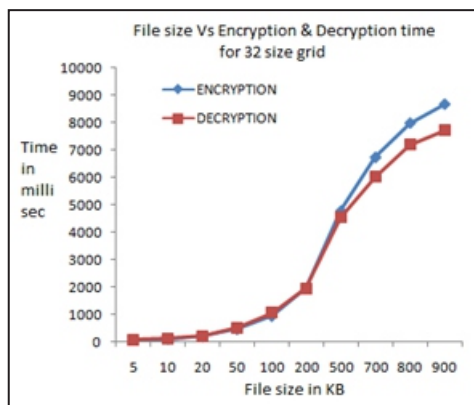 File size Vs Encryption & Decryption time
for 32 size grid
10000
9000
8000
7000
6000
5000
4000
3000
2000
1000
0
Time
in
milli
sec
ENCRYPTION
DECRYPTION
5 10 20 50 100 200 500 700 800 900
File size in KB